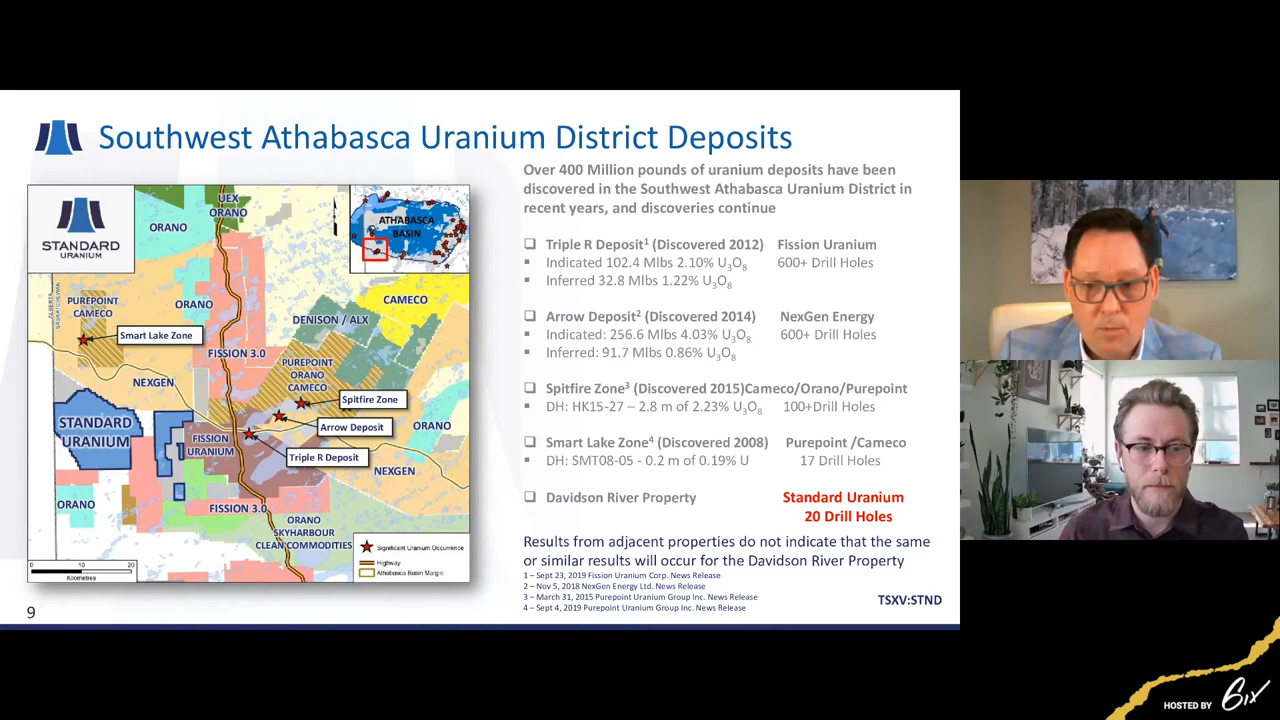 Southwest Athabasca Uranium District Deposits
STANDARD
URANIUM
UEX
ORANO
ORANO
ATHABASCA
BASIN
ALBERTA
SASKATCHEWAN
PUREPOINT
CAMECO
ORANO
CAMECO
DENISON / ALX
Smart Lake Zone
FISSION 3.0
PUREPOINT
ORANO
CAMECO
NEXGEN
Spitfire Zone
STANDARD
URANIUM
Arrow Deposit
ORANO
FISSION
URANIUM
Triple R Deposit
NEXGEN
ORANO
FISSION 3.0
ORANO
SKYHARBOUR
CLEAN COMMODITIES
Significant Uranium Occurrence
Highway
Athabasca Basin Margin
0 10 20
Kilometres
Over 400 Million pounds of uranium deposits have been
discovered in the Southwest Athabasca Uranium District in
recent years, and discoveries continue
❑ Triple R Deposit¹ (Discovered 2012) Fission Uranium
▪ Indicated 102.4 Mlbs 2.10% U₃O₈ 600+ Drill Holes
▪ Inferred 32.8 Mlbs 1.22% U₃O₈
❑ Arrow Deposit² (Discovered 2014) NexGen Energy
▪ Indicated: 256.6 Mlbs 4.03% U₃O₈ 600+ Drill Holes
▪ Inferred: 91.7 Mlbs 0.86% U₃O₈
❑ Spitfire Zone³ (Discovered 2015)Cameco/Orano/Purepoint
▪ DH: HK15-27 – 2.8 m of 2.23% U₃O₈ 100+Drill Holes
❑ Smart Lake Zone⁴ (Discovered 2008) Purepoint /Cameco
▪ DH: SMT08-05 - 0.2 m of 0.19% U 17 Drill Holes
❑ Davidson River Property Standard Uranium
20 Drill Holes
Results from adjacent properties do not indicate that the same
or similar results will occur for the Davidson River Property
1 – Sept 23, 2019 Fission Uranium Corp. News Release
2 – Nov 5, 2018 NexGen Energy Ltd. News Release
3 – March 31, 2015 Purepoint Uranium Group Inc. News Release
4 – Sept 4, 2019 Purepoint Uranium Group Inc. News Release
TSXV:STND
9
HOSTED BY 6ix